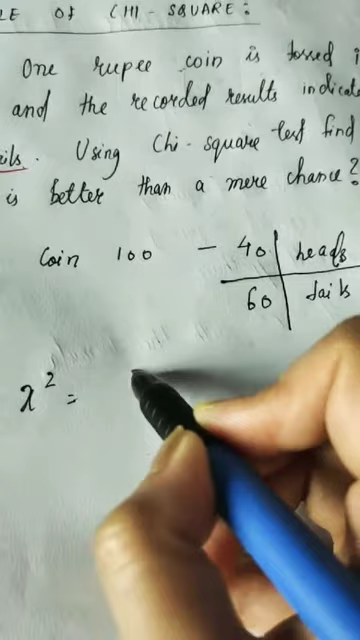 OF CHI-SQUARE:
One rupee coin is tossed
and the recorded results indicate
Using Chi-square test find
is better than a mere chance?
Coin 100 - 40 heads
60 tails
λ² =